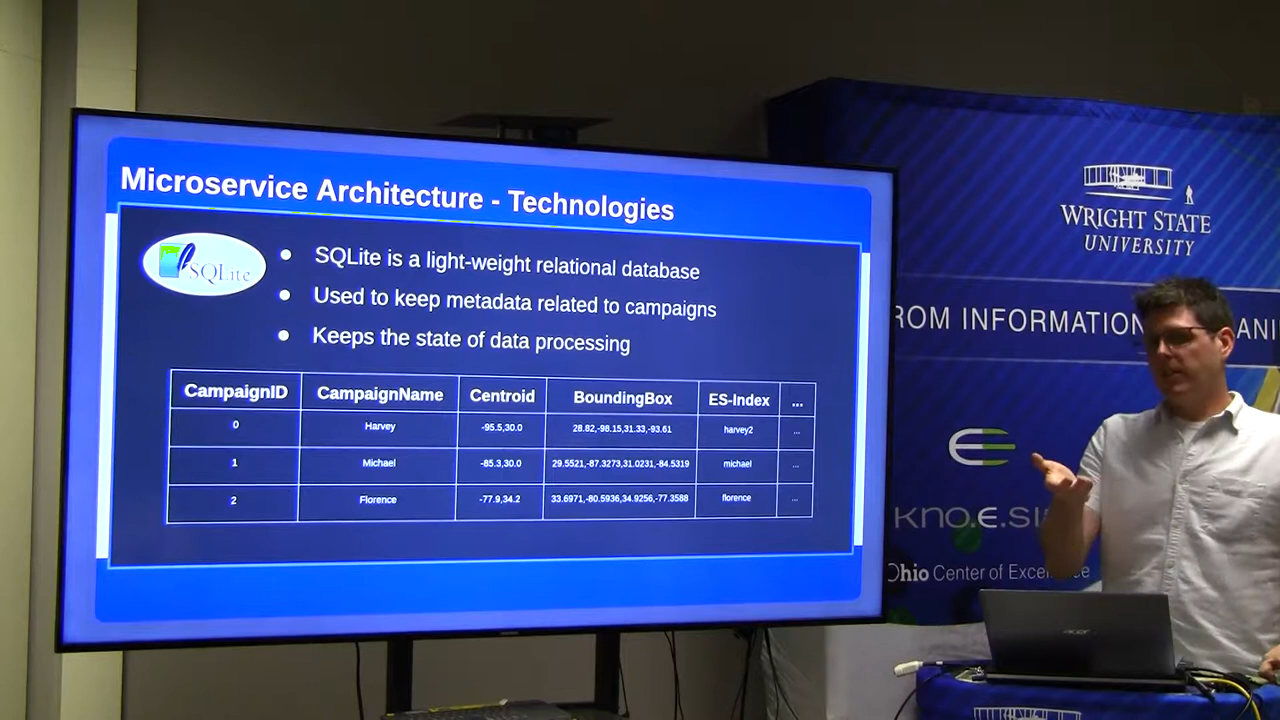 Microservice Architecture - Technologies
SQLite
● SQLite is a light-weight relational database
● Used to keep metadata related to campaigns
● Keeps the state of data processing
CampaignID CampaignName Centroid BoundingBox ES-Index ...
0 Harvey -95.5,30.0 28.82,-98.15,31.33,-93.61 harvey2 ...
1 Michael -85.3,30.0 29.5521,-87.3273,31.0231,-84.5319 michael ...
2 Florence -77.9,34.2 33.6971,-80.5936,34.9256,-77.3588 florence ...
WRIGHT STATE
UNIVERSITY
ROM INFORMATION
kno.e.si
Ohio Center of Excellence
acer
WRIGHT STATE